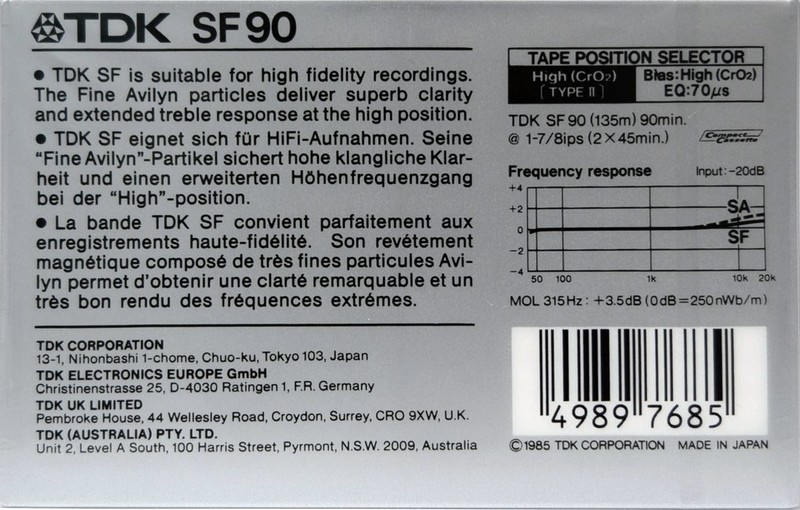 TDK SF90
● TDK SF is suitable for high fidelity recordings.
The Fine Avilyn particles deliver superb clarity
and extended treble response at the high position.
● TDK SF eignet sich für HiFi-Aufnahmen. Seine
"Fine Avilyn"-Partikel sichert hohe klangliche Klar-
heit und einen erweiterten Höhenfrequenzgang
bei der "High"-position.
● La bande TDK SF convient parfaitement aux
enregistrements haute-fidélité. Son revétement
magnétique composé de très fines particules Avi-
lyn permet d'obtenir une clarté remarquable et un
très bon rendu des fréquences extrémes.
TDK CORPORATION
13-1, Nihonbashi 1-chome, Chuo-ku, Tokyo 103, Japan
TDK ELECTRONICS EUROPE GmbH
Christinenstrasse 25, D-4030 Ratingen 1, F.R. Germany
TDK UK LIMITED
Pembroke House, 44 Wellesley Road, Croydon, Surrey, CRO 9XW, U.K.
TDK (AUSTRALIA) PTY. LTD.
Unit 2, Level A South, 100 Harris Street, Pyrmont, N.S.W. 2009, Australia
TAPE POSITION SELECTOR
High (CrO₂)
[TYPE II]
Bias: High (CrO₂)
EQ: 70μs
TDK SF90 (135m) 90min.
@ 1-7/8ips (2×45min.)
Compact Cassette
Frequency response
Input: -20dB
+4
+2
0
-2
-4
SA
SF
50 100 1k 10k 20k
MOL 315Hz: +3.5dB (0dB=250nWb/m)
4989 7685
©1985 TDK CORPORATION MADE IN JAPAN